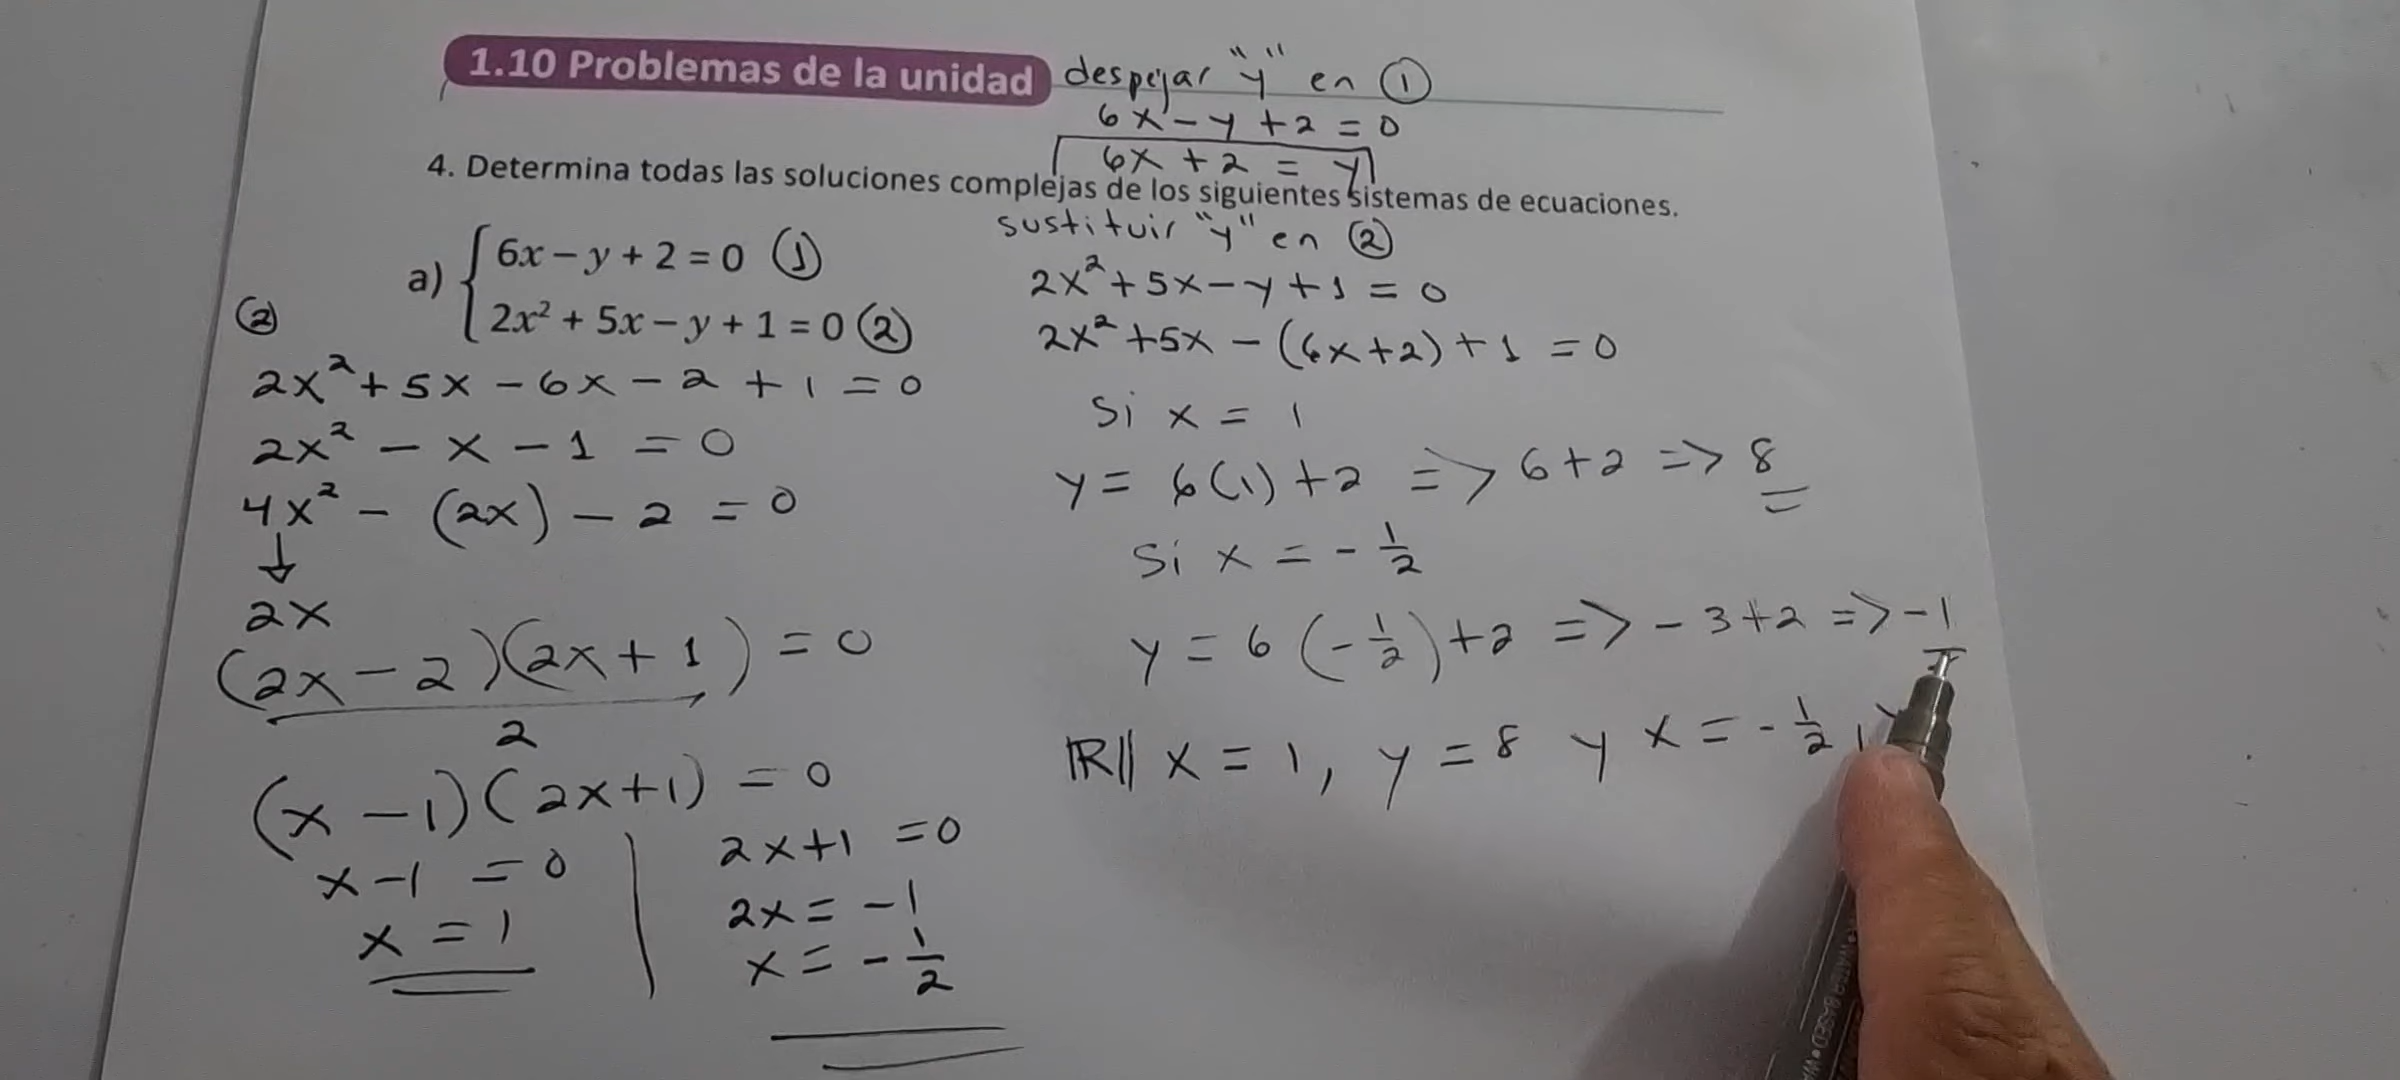 1.10 Problemas de la unidad
despejar "y" en ①
6x - y + 2 = 0
6x + 2 = y
4. Determina todas las soluciones complejas de los siguientes sistemas de ecuaciones.
a) { 6x – y + 2 = 0 ①
2x² + 5x – y + 1 = 0 ②
②
2x² + 5x - 6x - 2 + 1 = 0
2x² - x - 1 = 0
4x² - (2x) - 2 = 0
↓
2x
(2x - 2)(2x + 1) = 0
2
(x - 1)(2x+1) = 0
x - 1 = 0
x = 1
2x+1 = 0
2x = -1
x = - 1/2
sustituir "y" en ②
2x² + 5x - y + 1 = 0
2x² + 5x - (6x+2) + 1 = 0
Si x = 1
y = 6(1) + 2 => 6+2 => 8
Si x = - 1/2
y = 6 (- 1/2) + 2 => - 3+2 => -1
R// x = 1, y = 8 y x = - 1/2 ,
WATER BASED